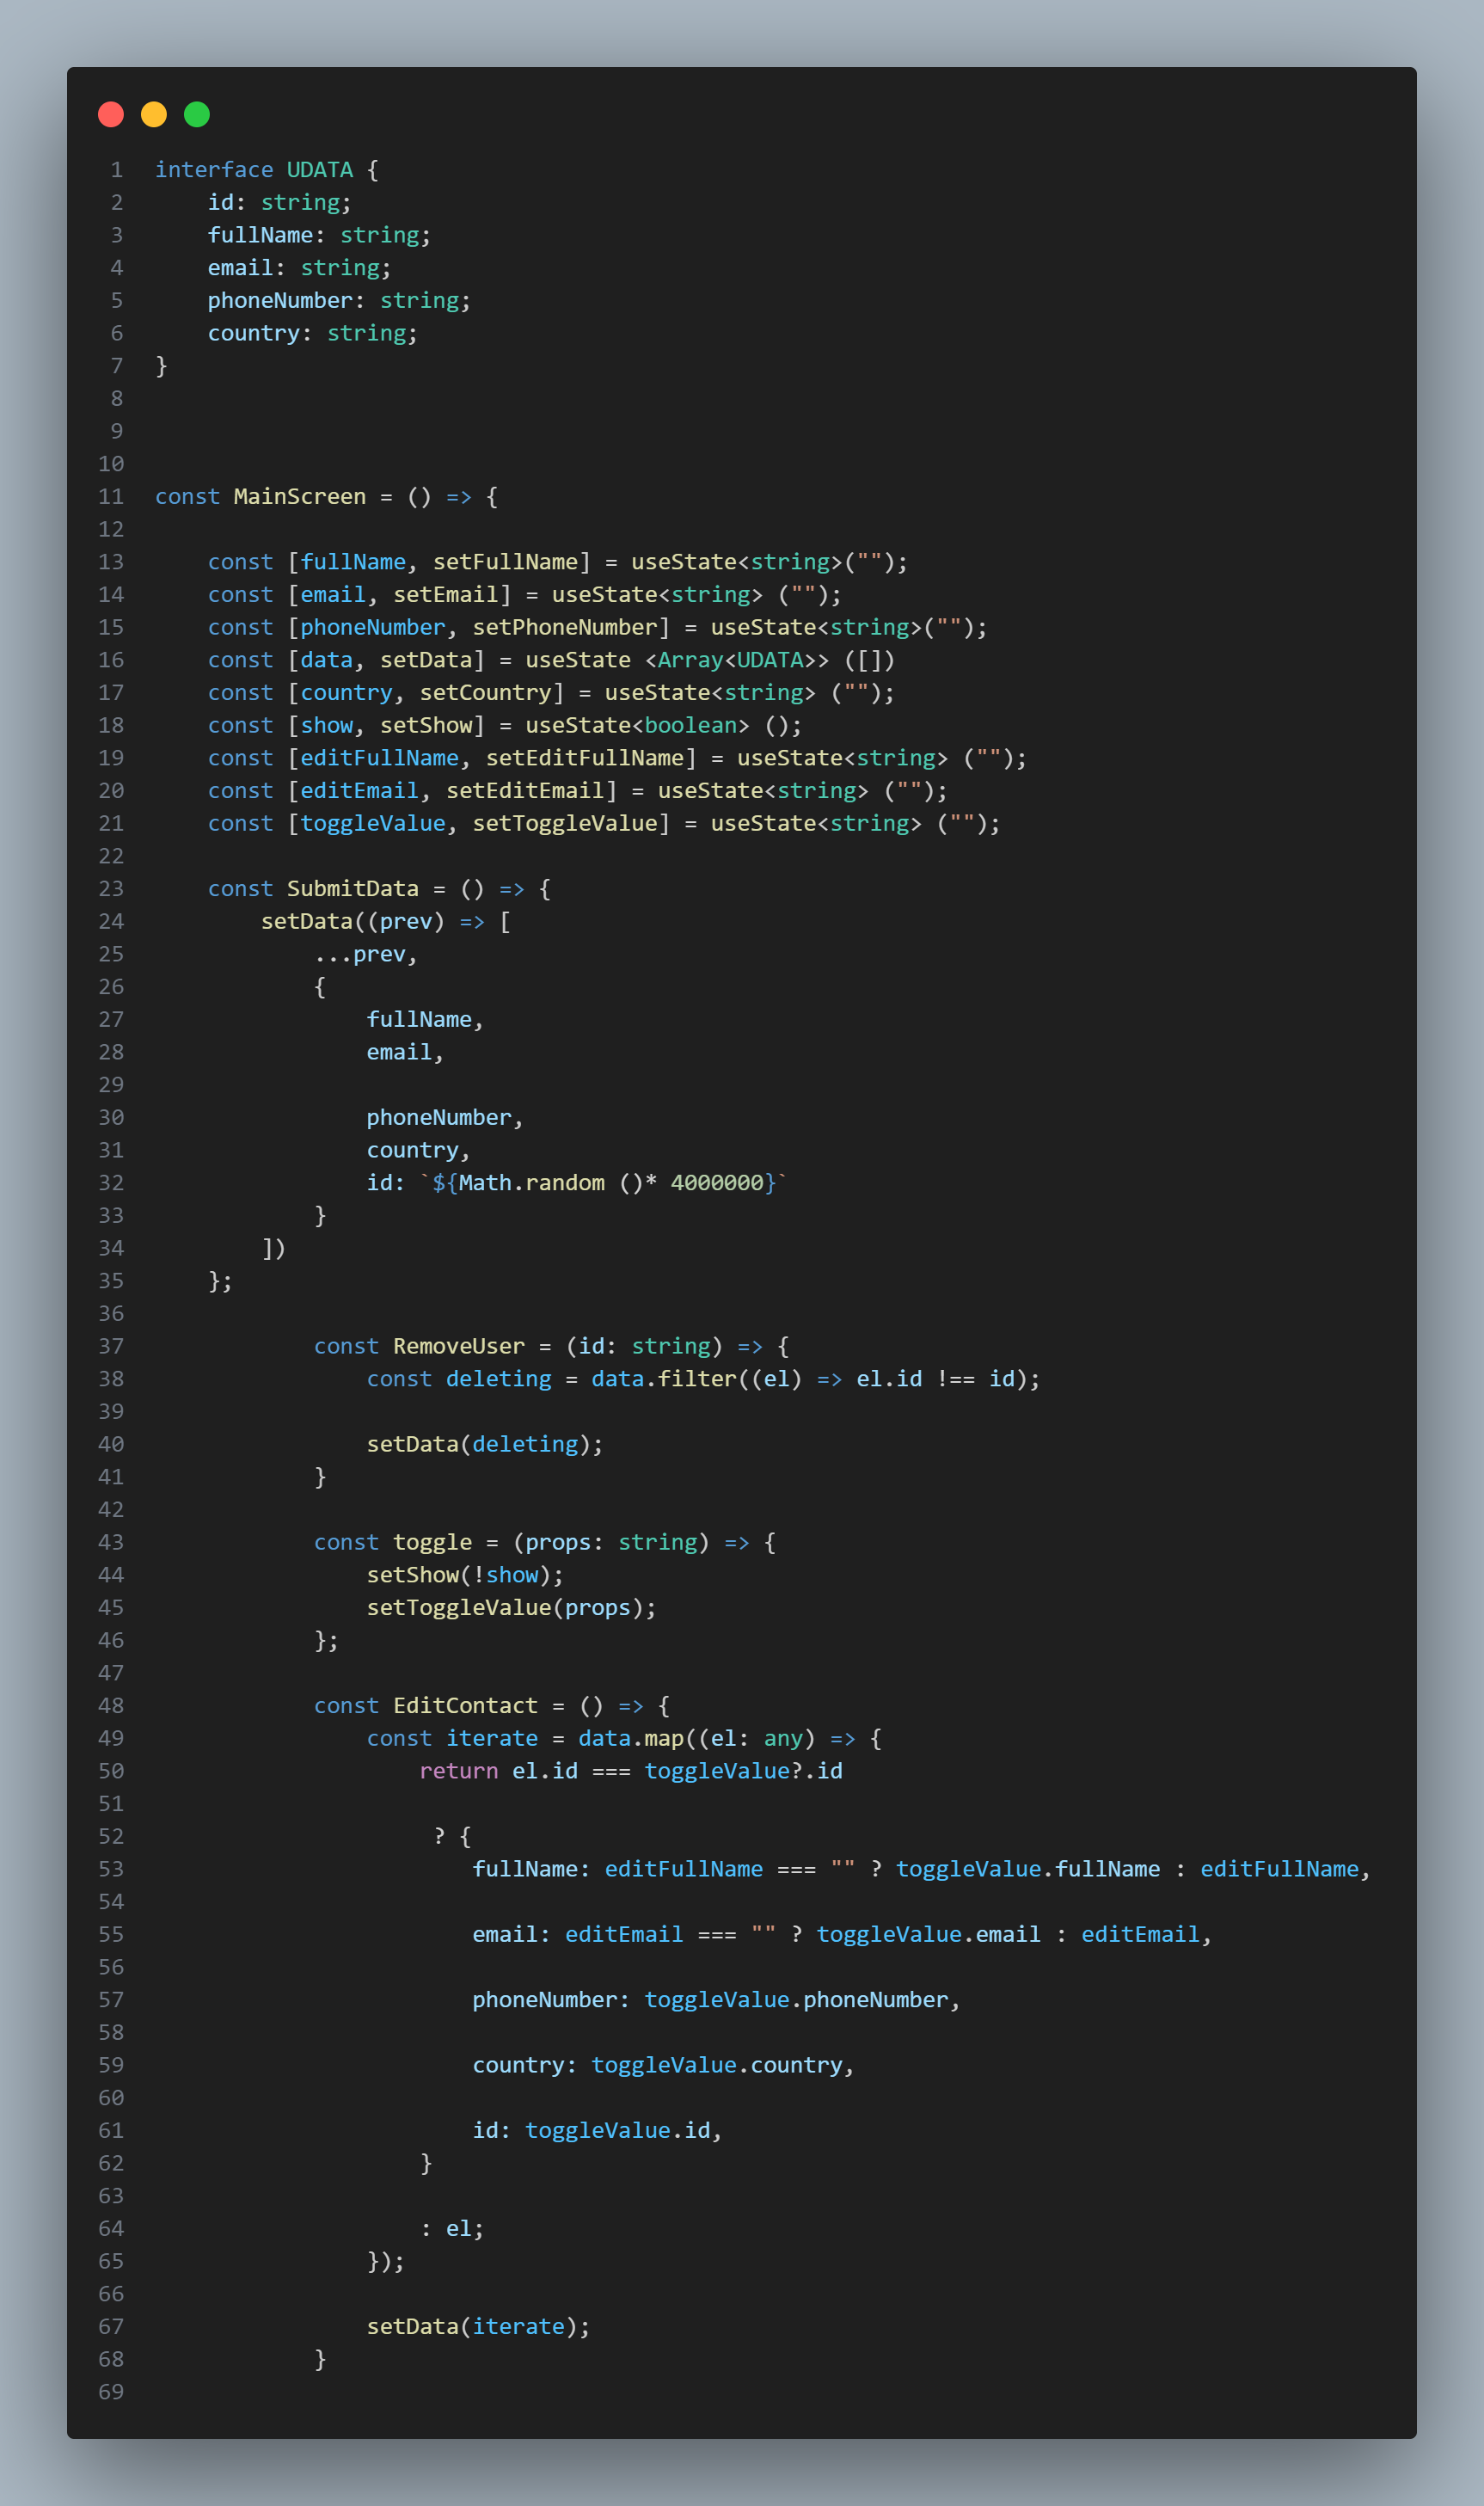 1 interface UDATA {
2     id: string;
3     fullName: string;
4     email: string;
5     phoneNumber: string;
6     country: string;
7 }
8
9
10
11 const MainScreen = () => {
12
13     const [fullName, setFullName] = useState<string>("");
14     const [email, setEmail] = useState<string> ("");
15     const [phoneNumber, setPhoneNumber] = useState<string>("");
16     const [data, setData] = useState <Array<UDATA>> ([])
17     const [country, setCountry] = useState<string> ("");
18     const [show, setShow] = useState<boolean> ();
19     const [editFullName, setEditFullName] = useState<string> ("");
20     const [editEmail, setEditEmail] = useState<string> ("");
21     const [toggleValue, setToggleValue] = useState<string> ("");
22
23     const SubmitData = () => {
24         setData((prev) => [
25             ...prev,
26             {
27                 fullName,
28                 email,
29
30                 phoneNumber,
31                 country,
32                 id: `${Math.random ()* 4000000}`
33             }
34         ])
35     };
36
37             const RemoveUser = (id: string) => {
38                 const deleting = data.filter((el) => el.id !== id);
39
40                 setData(deleting);
41             }
42
43             const toggle = (props: string) => {
44                 setShow(!show);
45                 setToggleValue(props);
46             };
47
48             const EditContact = () => {
49                 const iterate = data.map((el: any) => {
50                     return el.id === toggleValue?.id
51
52                      ? {
53                         fullName: editFullName === "" ? toggleValue.fullName : editFullName,
54
55                         email: editEmail === "" ? toggleValue.email : editEmail,
56
57                         phoneNumber: toggleValue.phoneNumber,
58
59                         country: toggleValue.country,
60
61                         id: toggleValue.id,
62                     }
63
64                     : el;
65                 });
66
67                 setData(iterate);
68             }
69